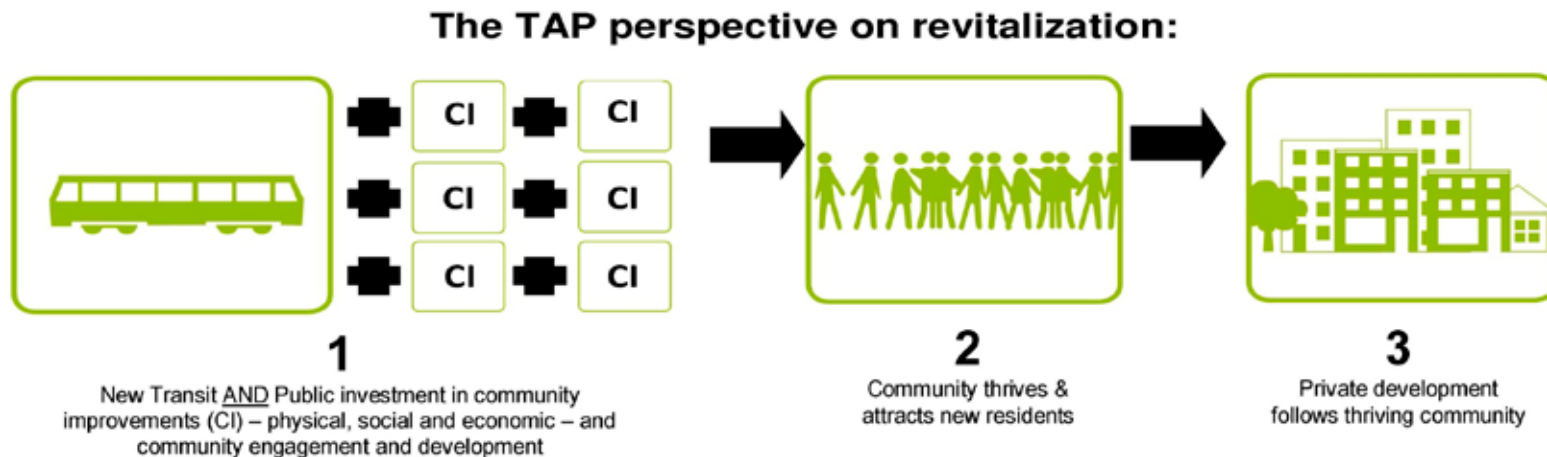 The TAP perspective on revitalization:
CI CI
CI CI
CI CI
1
New Transit AND Public investment in community
improvements (CI) – physical, social and economic – and
community engagement and development
2
Community thrives &
attracts new residents
3
Private development
follows thriving community